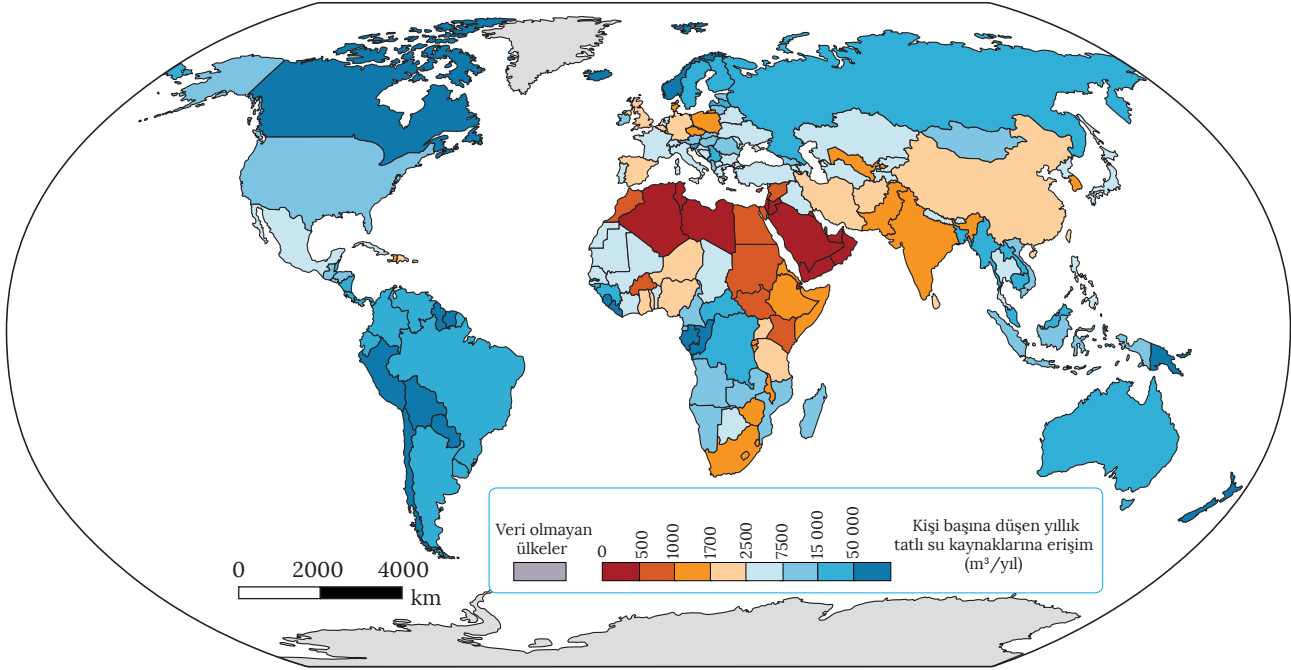 Veri olmayan
ülkeler
0
500
1000
1700
2500
7500
15 000
50 000
Kişi başına düşen yıllık
tatlı su kaynaklarına erişim
(m³/yıl)
0 2000 4000
km